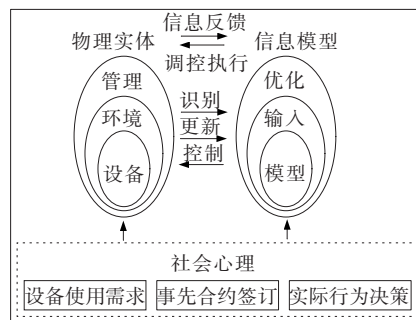 信息反馈
物理实体
信息模型
调控执行
管理
优化
识别
环境
输入
更新
控制
设备
模型
社会心理
设备使用需求 事先合约签订 实际行为决策